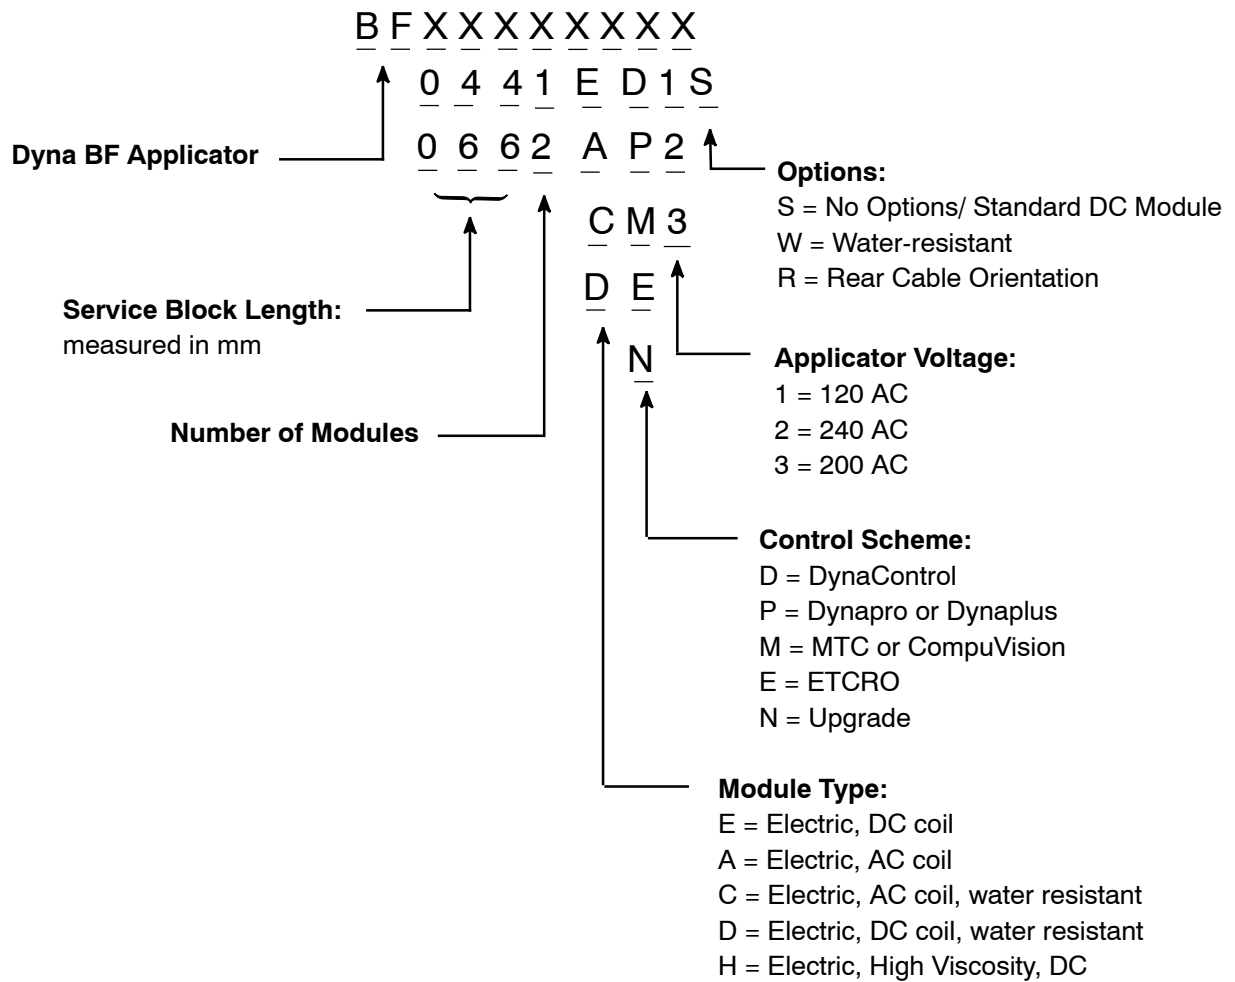 B F X X X X X X X X
0 4 4 1 E D 1 S
0 6 6 2 A P 2
C M 3
D E
N
Dyna BF Applicator
Service Block Length:
measured in mm
Number of Modules
Options:
S = No Options/ Standard DC Module
W = Water-resistant
R = Rear Cable Orientation
Applicator Voltage:
1 = 120 AC
2 = 240 AC
3 = 200 AC
Control Scheme:
D = DynaControl
P = Dynapro or Dynaplus
M = MTC or CompuVision
E = ETCRO
N = Upgrade
Module Type:
E = Electric, DC coil
A = Electric, AC coil
C = Electric, AC coil, water resistant
D = Electric, DC coil, water resistant
H = Electric, High Viscosity, DC